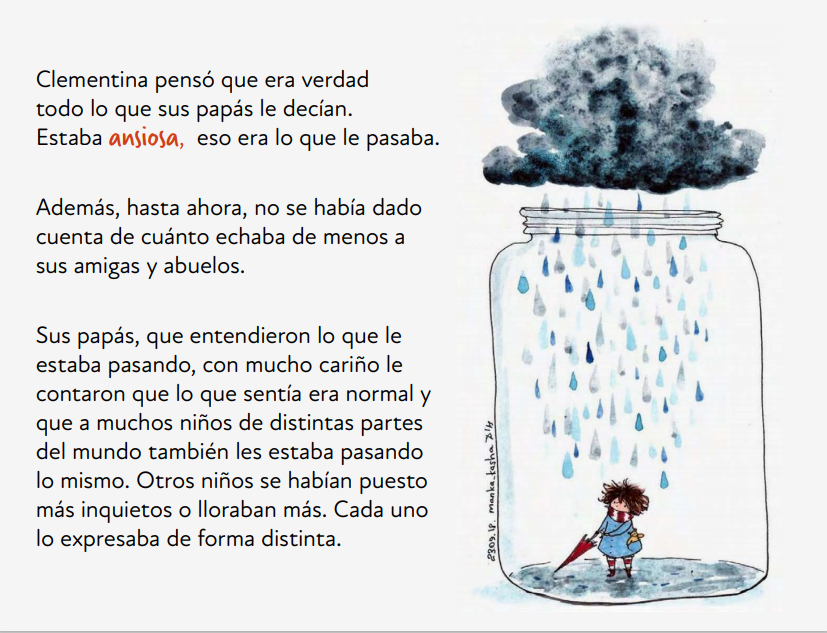 Clementina pensó que era verdad
todo lo que sus papás le decían.
Estaba ansiosa, eso era lo que le pasaba.
Además, hasta ahora, no se había dado
cuenta de cuánto echaba de menos a
sus amigas y abuelos.
Sus papás, que entendieron lo que le
estaba pasando, con mucho cariño le
contaron que lo que sentía era normal y
que a muchos niños de distintas partes
del mundo también les estaba pasando
lo mismo. Otros niños se habían puesto
más inquietos o lloraban más. Cada uno
lo expresaba de forma distinta.
2309.18. manka_kasha